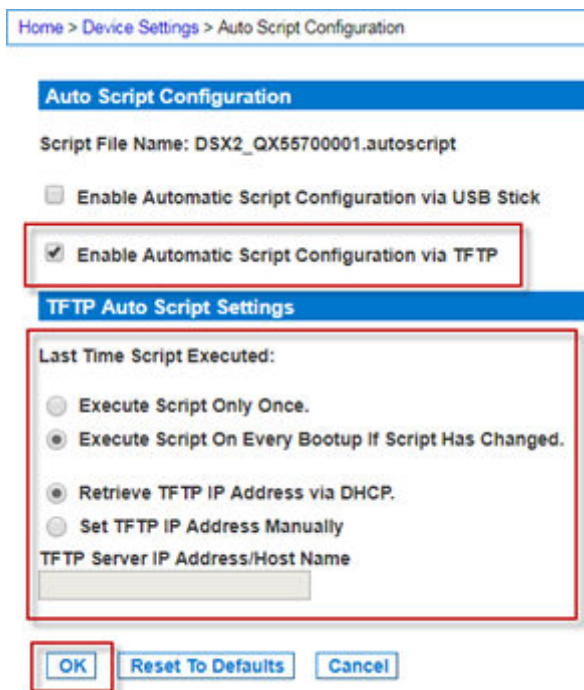 Home > Device Settings > Auto Script Configuration
Auto Script Configuration
Script File Name: DSX2_QX55700001.autoscript
Enable Automatic Script Configuration via USB Stick
Enable Automatic Script Configuration via TFTP
TFTP Auto Script Settings
Last Time Script Executed:
Execute Script Only Once.
Execute Script On Every Bootup If Script Has Changed.
Retrieve TFTP IP Address via DHCP.
Set TFTP IP Address Manually
TFTP Server IP Address/Host Name
OK Reset To Defaults Cancel